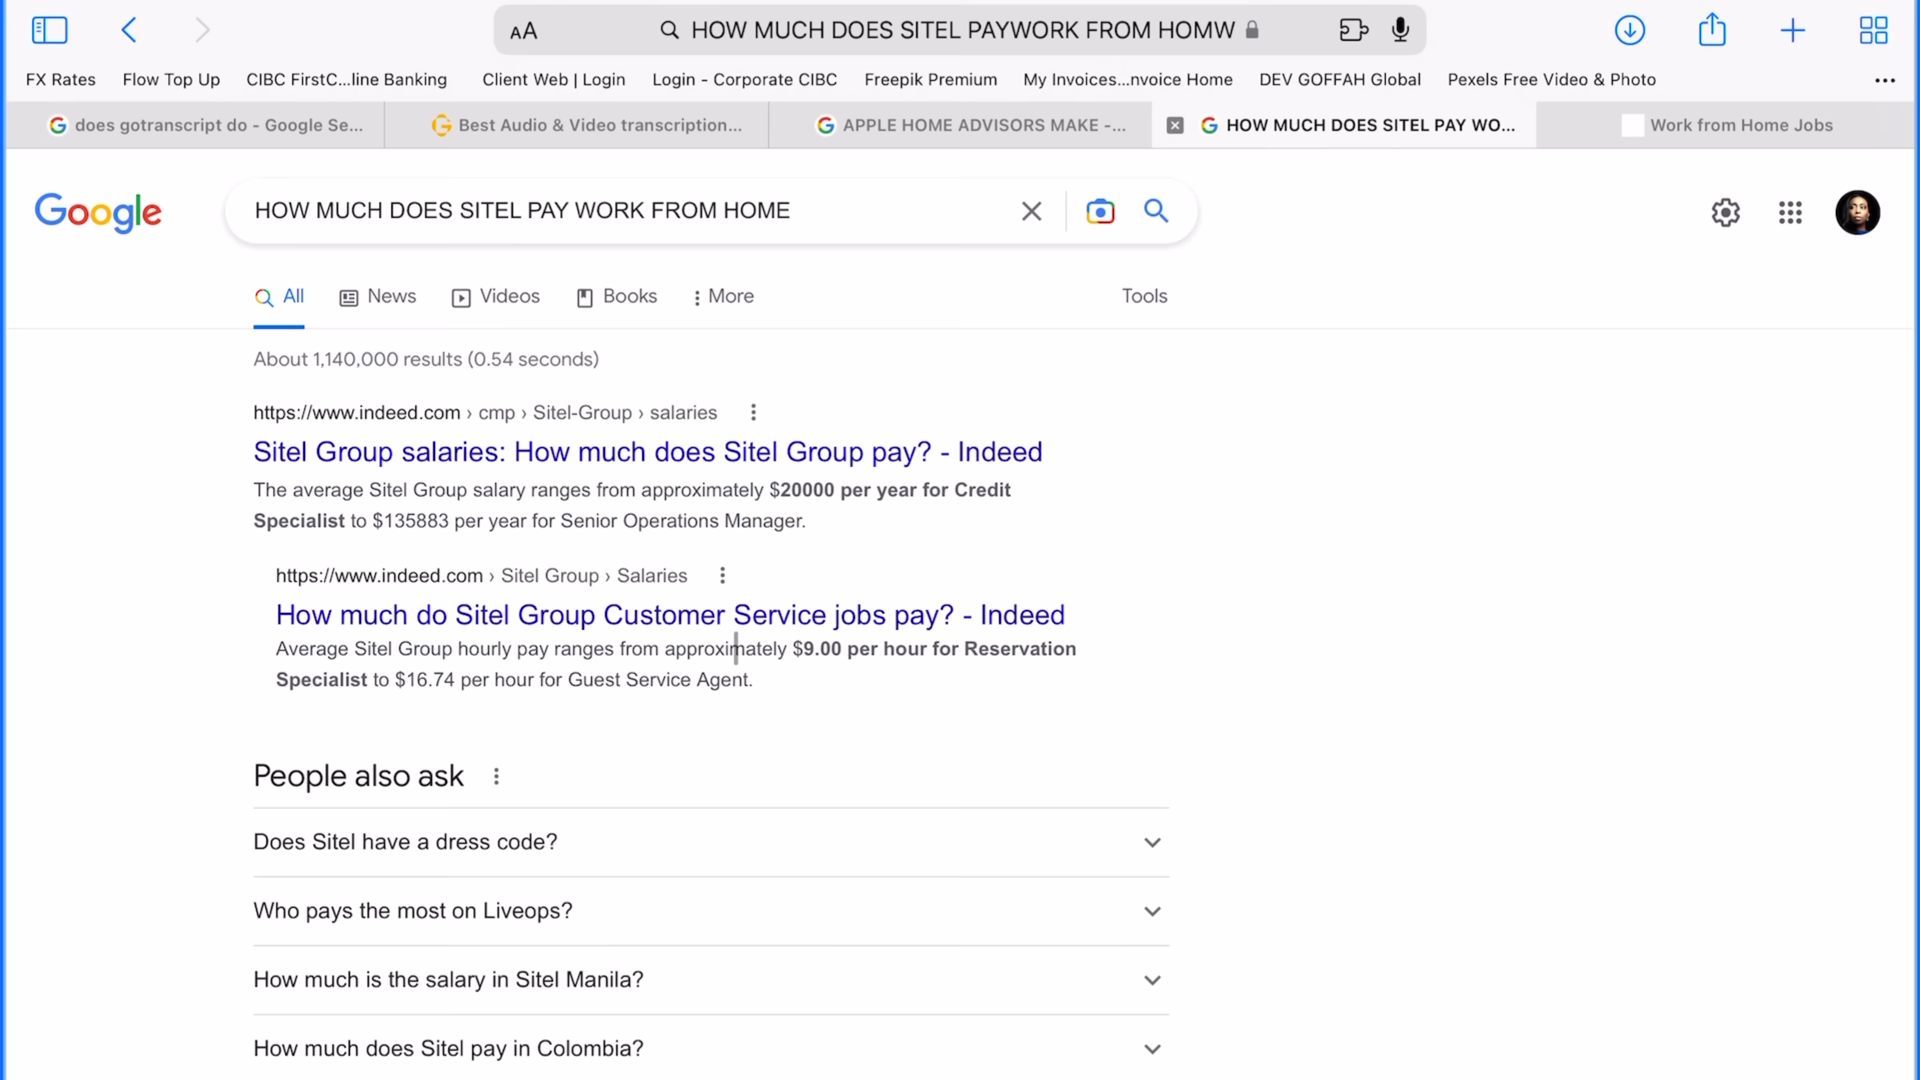 AA HOW MUCH DOES SITEL PAYWORK FROM HOMW
FX Rates Flow Top Up CIBC FirstC...line Banking Client Web | Login Login - Corporate CIBC Freepik Premium My Invoices...nvoice Home DEV GOFFAH Global Pexels Free Video & Photo
does gotranscript do - Google Se... Best Audio & Video transcription... APPLE HOME ADVISORS MAKE -... HOW MUCH DOES SITEL PAY WO... Work from Home Jobs
Google HOW MUCH DOES SITEL PAY WORK FROM HOME
All News Videos Books More Tools
About 1,140,000 results (0.54 seconds)
https://www.indeed.com › cmp › Sitel-Group › salaries
Sitel Group salaries: How much does Sitel Group pay? - Indeed
The average Sitel Group salary ranges from approximately $20000 per year for Credit
Specialist to $135883 per year for Senior Operations Manager.
https://www.indeed.com › Sitel Group › Salaries
How much do Sitel Group Customer Service jobs pay? - Indeed
Average Sitel Group hourly pay ranges from approximately $9.00 per hour for Reservation
Specialist to $16.74 per hour for Guest Service Agent.
People also ask
Does Sitel have a dress code?
Who pays the most on Liveops?
How much is the salary in Sitel Manila?
How much does Sitel pay in Colombia?